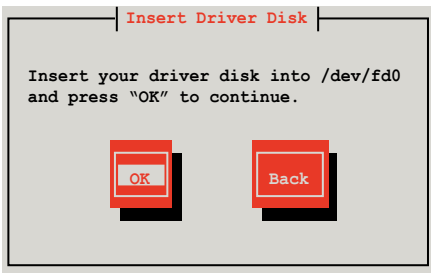 Insert Driver Disk
Insert your driver disk into /dev/fd0
and press “OK” to continue.
OK
Back